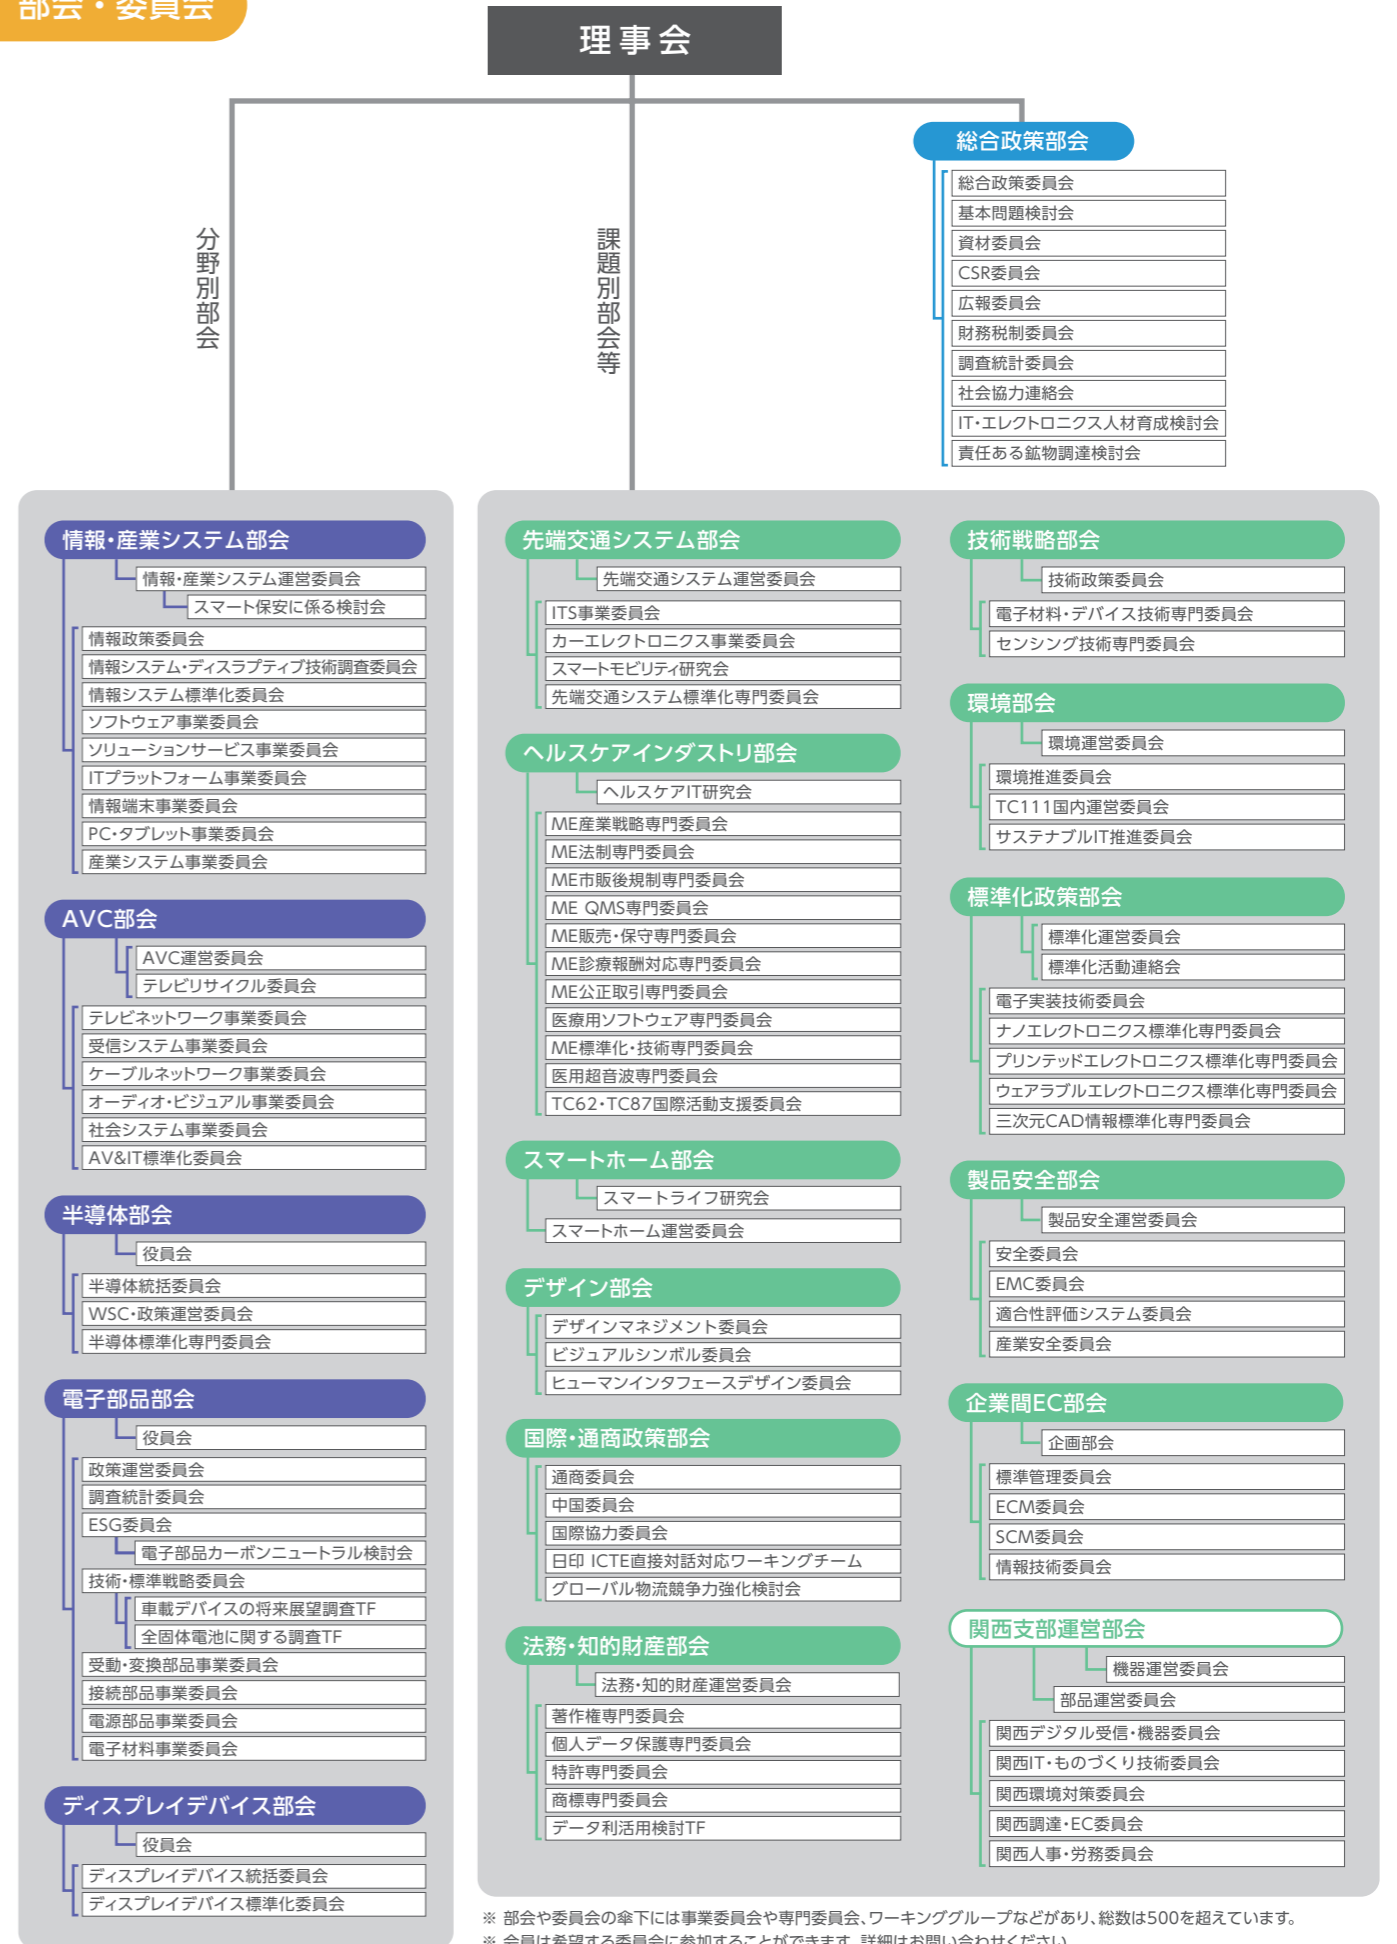 部会・委員会
理事会
総合政策部会
総合政策委員会
基本問題検討会
資材委員会
CSR委員会
広報委員会
財務税制委員会
調査統計委員会
社会協力連絡会
IT・エレクトロニクス人材育成検討会
責任ある鉱物調達検討会
分野別部会
課題別部会等
情報・産業システム部会
情報・産業システム運営委員会
スマート保安に係る検討会
情報政策委員会
情報システム・ディスラプティブ技術調査委員会
情報システム標準化委員会
ソフトウェア事業委員会
ソリューションサービス事業委員会
ITプラットフォーム事業委員会
情報端末事業委員会
PC・タブレット事業委員会
産業システム事業委員会
AVC部会
AVC運営委員会
テレビリサイクル委員会
テレビネットワーク事業委員会
受信システム事業委員会
ケーブルネットワーク事業委員会
オーディオ・ビジュアル事業委員会
社会システム事業委員会
AV&IT標準化委員会
半導体部会
役員会
半導体統括委員会
WSC・政策運営委員会
半導体標準化専門委員会
電子部品部会
役員会
政策運営委員会
調査統計委員会
ESG委員会
電子部品カーボンニュートラル検討会
技術・標準戦略委員会
車載デバイスの将来展望調査TF
全固体電池に関する調査TF
受動・変換部品事業委員会
接続部品事業委員会
電源部品事業委員会
電子材料事業委員会
ディスプレイデバイス部会
役員会
ディスプレイデバイス統括委員会
ディスプレイデバイス標準化委員会
先端交通システム部会
先端交通システム運営委員会
ITS事業委員会
カーエレクトロニクス事業委員会
スマートモビリティ研究会
先端交通システム標準化専門委員会
ヘルスケアインダストリ部会
ヘルスケアIT研究会
ME産業戦略専門委員会
ME法制専門委員会
ME市販後規制専門委員会
ME QMS専門委員会
ME販売・保守専門委員会
ME診療報酬対応専門委員会
ME公正取引専門委員会
医療用ソフトウェア専門委員会
ME標準化・技術専門委員会
医用超音波専門委員会
TC62・TC87国際活動支援委員会
スマートホーム部会
スマートライフ研究会
スマートホーム運営委員会
デザイン部会
デザインマネジメント委員会
ビジュアルシンボル委員会
ヒューマンインタフェースデザイン委員会
国際・通商政策部会
通商委員会
中国委員会
国際協力委員会
日印 ICTE直接対話対応ワーキングチーム
グローバル物流競争力強化検討会
法務・知的財産部会
法務・知的財産運営委員会
著作権専門委員会
個人データ保護専門委員会
特許専門委員会
商標専門委員会
データ利活用検討TF
技術戦略部会
技術政策委員会
電子材料・デバイス技術専門委員会
センシング技術専門委員会
環境部会
環境運営委員会
環境推進委員会
TC111国内運営委員会
サステナブルIT推進委員会
標準化政策部会
標準化運営委員会
標準化活動連絡会
電子実装技術委員会
ナノエレクトロニクス標準化専門委員会
プリンテッドエレクトロニクス標準化専門委員会
ウェアラブルエレクトロニクス標準化専門委員会
三次元CAD情報標準化専門委員会
製品安全部会
製品安全運営委員会
安全委員会
EMC委員会
適合性評価システム委員会
産業安全委員会
企業間EC部会
企画部会
標準管理委員会
ECM委員会
SCM委員会
情報技術委員会
関西支部運営部会
機器運営委員会
部品運営委員会
関西デジタル受信・機器委員会
関西IT・ものづくり技術委員会
関西環境対策委員会
関西調達・EC委員会
関西人事・労務委員会
※ 部会や委員会の傘下には事業委員会や専門委員会、ワーキンググループなどがあり、総数は500を超えています。
※ 会員は希望する委員会に参加することができます。詳細はお問い合わせください。